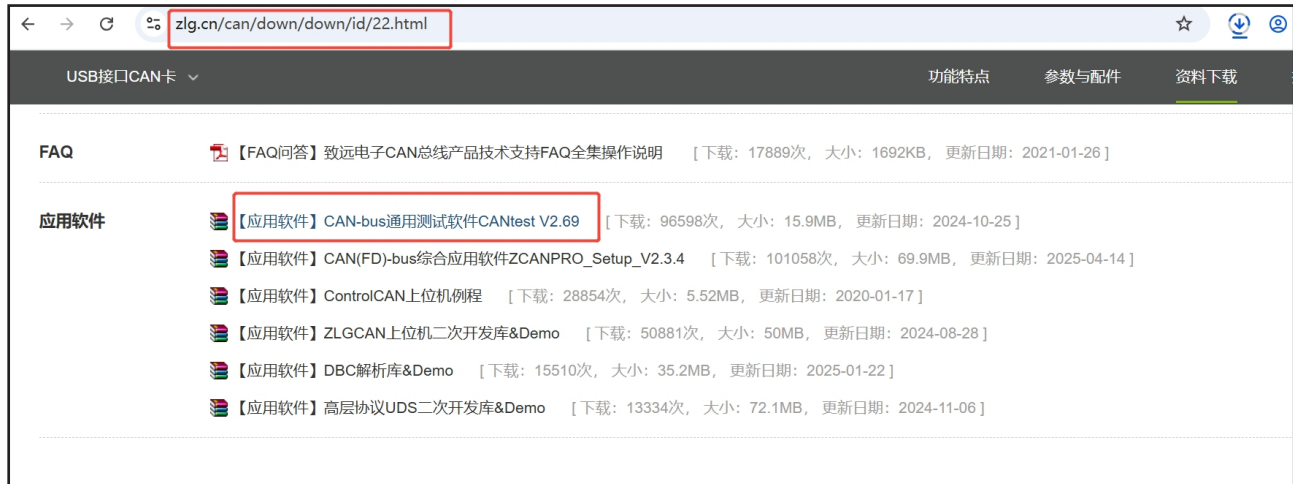 zlg.cn/can/down/down/id/22.html
USB接口CAN卡 功能特点 参数与配件 资料下载
FAQ 【FAQ问答】致远电子CAN总线产品技术支持FAQ全集操作说明 [ 下载：17889次， 大小：1692KB， 更新日期：2021-01-26 ]
应用软件 【应用软件】CAN-bus通用测试软件CANtest V2.69 [ 下载：96598次， 大小：15.9MB， 更新日期：2024-10-25 ]
【应用软件】CAN(FD)-bus综合应用软件ZCANPRO_Setup_V2.3.4 [ 下载：101058次， 大小：69.9MB， 更新日期：2025-04-14 ]
【应用软件】ControlCAN上位机例程 [ 下载：28854次， 大小：5.52MB， 更新日期：2020-01-17 ]
【应用软件】ZLGCAN上位机二次开发库&Demo [ 下载：50881次， 大小：50MB， 更新日期：2024-08-28 ]
【应用软件】DBC解析库&Demo [ 下载：15510次， 大小：35.2MB， 更新日期：2025-01-22 ]
【应用软件】高层协议UDS二次开发库&Demo [ 下载：13334次， 大小：72.1MB， 更新日期：2024-11-06 ]